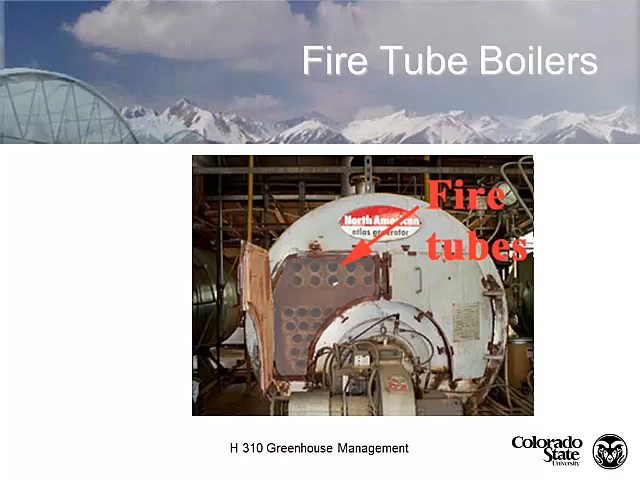 Fire Tube Boilers
Fire
tubes
North American
atlas generator
H 310 Greenhouse Management
Colorado
State
University